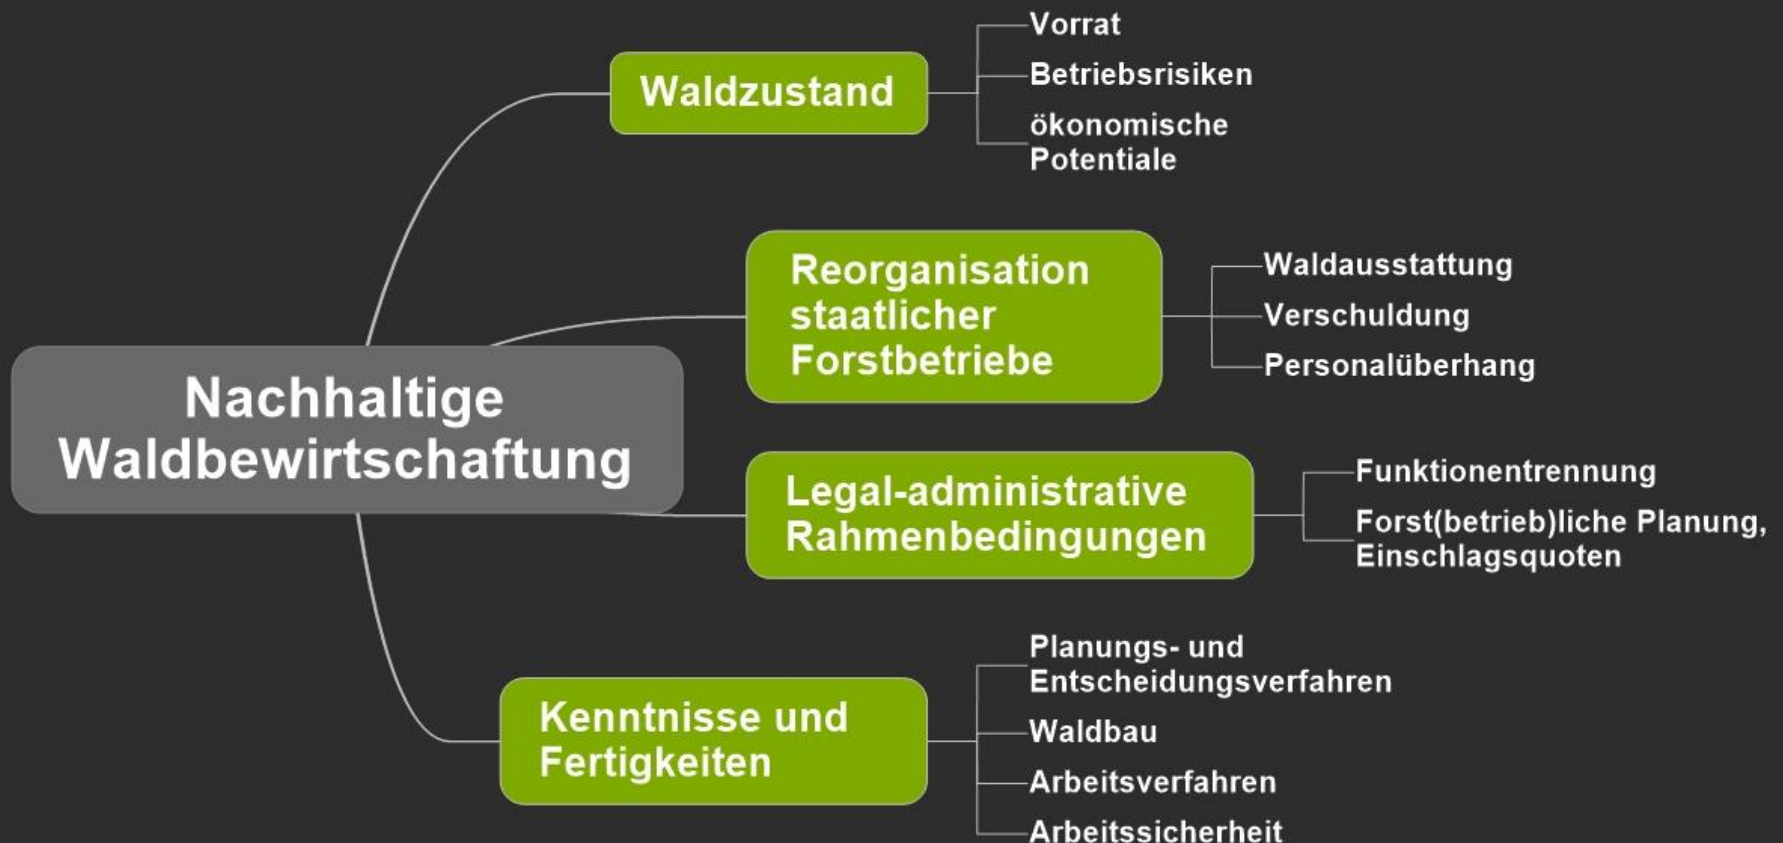 Nachhaltige
Waldbewirtschaftung
Waldzustand
Vorrat
Betriebsrisiken
ökonomische
Potentiale
Reorganisation
staatlicher
Forstbetriebe
Waldausstattung
Verschuldung
Personalüberhang
Legal-administrative
Rahmenbedingungen
Funktionentrennung
Forst(betrieb)liche Planung,
Einschlagsquoten
Kenntnisse und
Fertigkeiten
Planungs- und
Entscheidungsverfahren
Waldbau
Arbeitsverfahren
Arbeitssicherheit